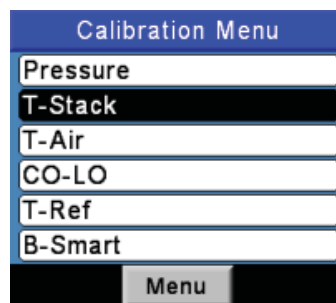 Calibration Menu
Pressure
T-Stack
T-Air
CO-LO
T-Ref
B-Smart
Menu